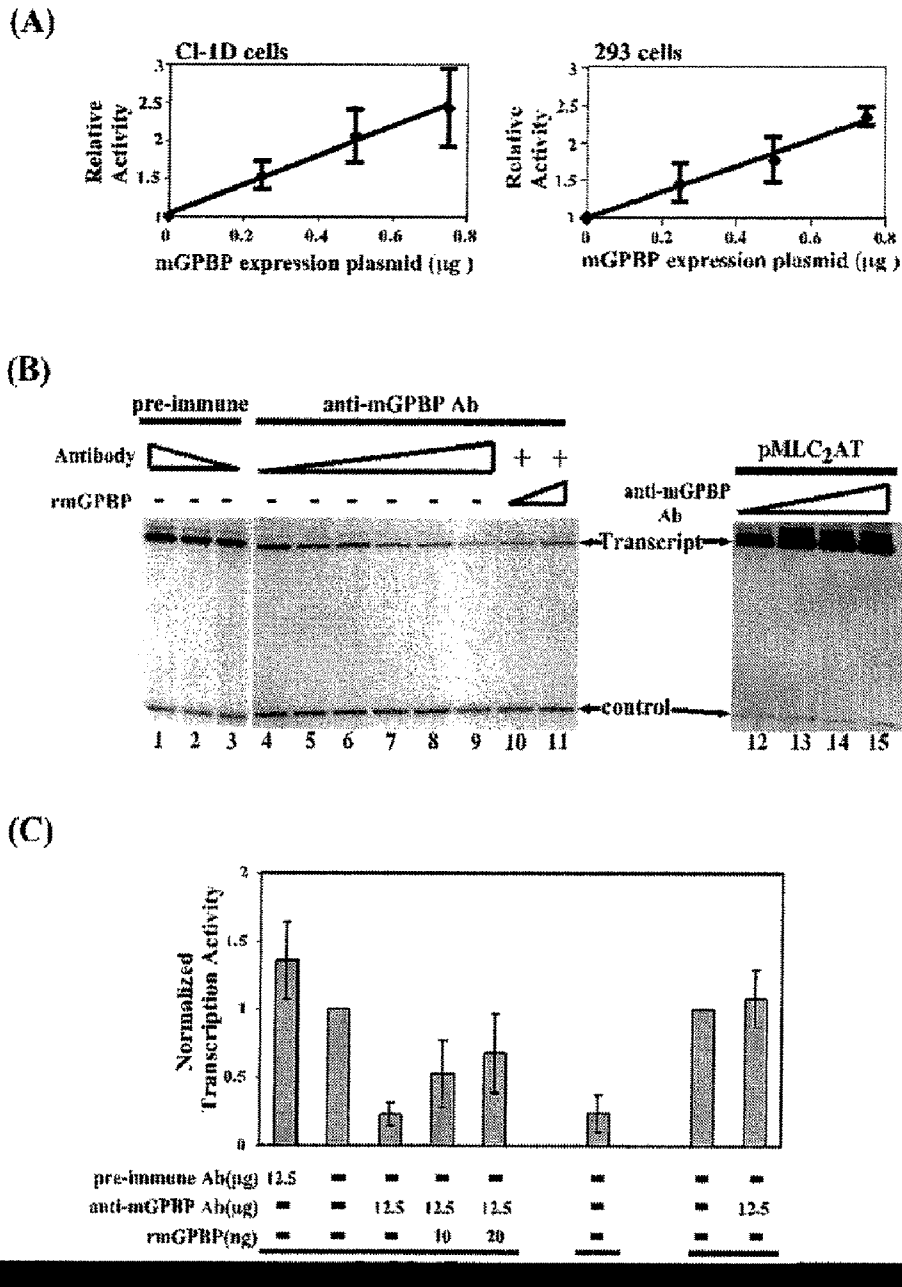 (A)
Cl-1D cells
3
2.5
2
1.5
1
0 0.2 0.4 0.6 0.8
Relative
Activity
mGPBP expression plasmid (µg )
293 cells
3
2.5
2
1.5
1
0 0.2 0.4 0.6 0.8
Relative
Activity
mGPBP expression plasmid (µg )
(B)
pre-immune anti-mGPBP Ab
Antibody + +
rmGPBP - - - - - - - - -
pMLC2AT
anti-mGPBP
Ab
Transcript
control
1 2 3 4 5 6 7 8 9 10 11 12 13 14 15
(C)
Normalized
Transcription Activity
2
1.5
1
0.5
0
pre-immune Ab(µg) 12.5 - - - - - - -
anti-mGPBP Ab(µg) - - 12.5 12.5 12.5 - - 12.5
rmGPBP(ng) - - - 10 20 - - -